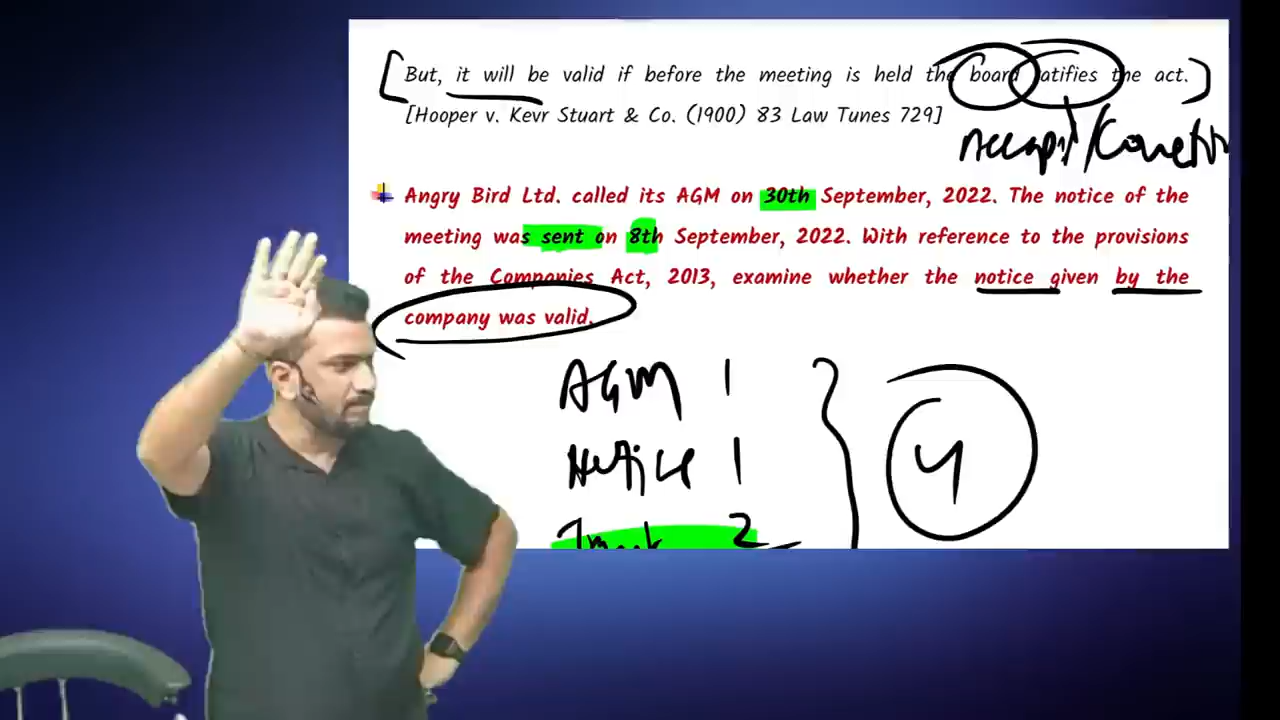 But, it will be valid if before the meeting is held the board ratifies the act.
[Hooper v. Kevr Stuart & Co. (1900) 83 Law Tunes 729]
Accept/
Angry Bird Ltd. called its AGM on 30th September, 2022. The notice of the
meeting was sent on 8th September, 2022. With reference to the provisions
of the Companies Act, 2013, examine whether the notice given by the
company was valid.
AGM 1
Notice 1
2
4